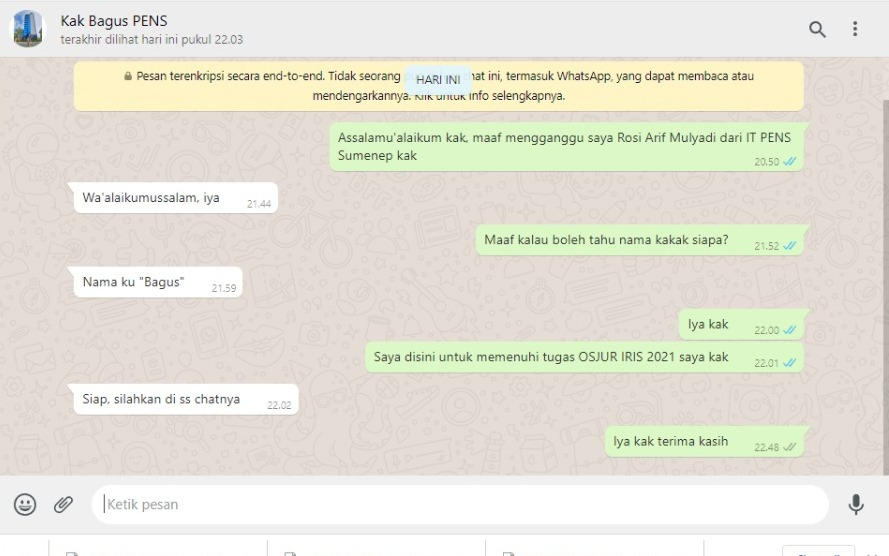 Kak Bagus PENS
terakhir dilihat hari ini pukul 22.03
Pesan terenkripsi secara end-to-end. Tidak seorang
HARI INI
hat ini, termasuk WhatsApp, yang dapat membaca atau
mendengarkannya. Klik untuk info selengkapnya.
Assalamu'alaikum kak, maaf mengganggu saya Rosi Arif Mulyadi dari IT PENS
Sumenep kak
20.50
Wa'alaikumussalam, iya
21.44
Maaf kalau boleh tahu nama kakak siapa?
21.52
Nama ku "Bagus"
21.59
Iya kak
22.00
Saya disini untuk memenuhi tugas OSJUR IRIS 2021 saya kak
22.01
Siap, silahkan di ss chatnya
22.02
Iya kak terima kasih
22.48
Ketik pesan